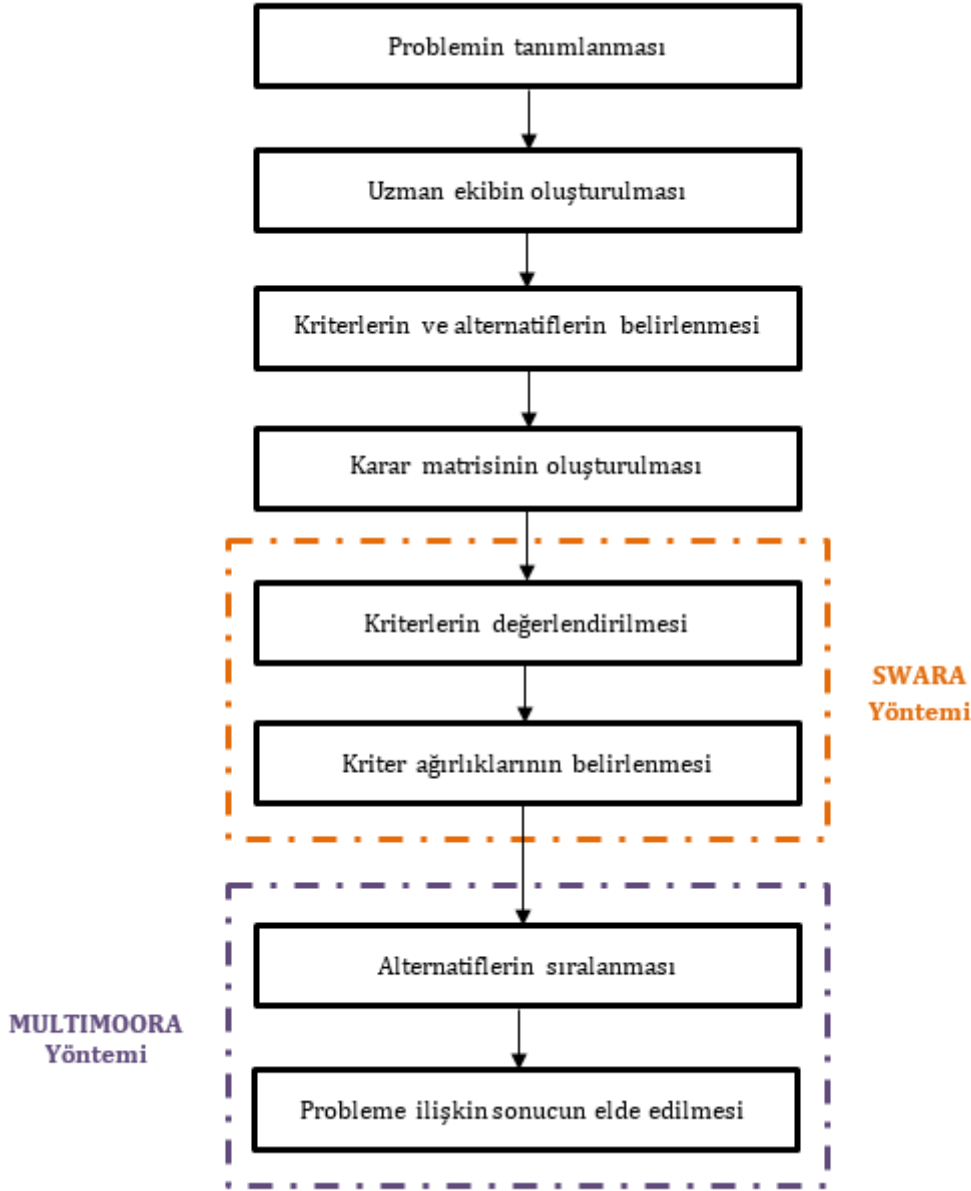 Problemin tanımlanması
Uzman ekibin oluşturulması
Kriterlerin ve alternatiflerin belirlenmesi
Karar matrisinin oluşturulması
Kriterlerin değerlendirilmesi
SWARA
Yöntemi
Kriter ağırlıklarının belirlenmesi
Alternatiflerin sıralanması
MULTIMOORA
Yöntemi
Probleme ilişkin sonucun elde edilmesi